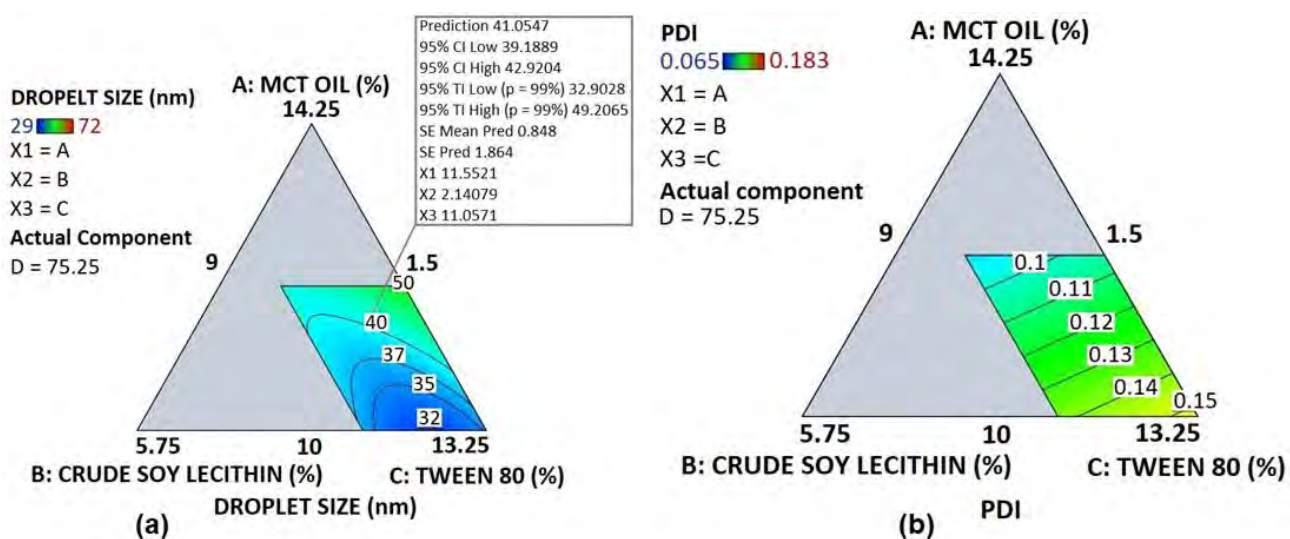 DROPELT SIZE (nm)
29 72
X1 = A
X2 = B
X3 = C
Actual Component
D = 75.25
A: MCT OIL (%)
14.25
Prediction 41.0547
95% CI Low 39.1889
95% CI High 42.9204
95% TI Low (p = 99%) 32.9028
95% TI High (p = 99%) 49.2065
SE Mean Pred 0.848
SE Pred 1.864
X1 11.5521
X2 2.14079
X3 11.0571
9
1.5
50
40
37
35
32
5.75
10
13.25
B: CRUDE SOY LECITHIN (%)
C: TWEEN 80 (%)
DROPLET SIZE (nm)
(a)
PDI
0.065 0.183
X1 = A
X2 = B
X3 =C
Actual component
D = 75.25
A: MCT OIL (%)
14.25
9
1.5
0.1
0.11
0.12
0.13
0.14
0.15
5.75
10
13.25
B: CRUDE SOY LECITHIN (%)
C: TWEEN 80 (%)
PDI
(b)